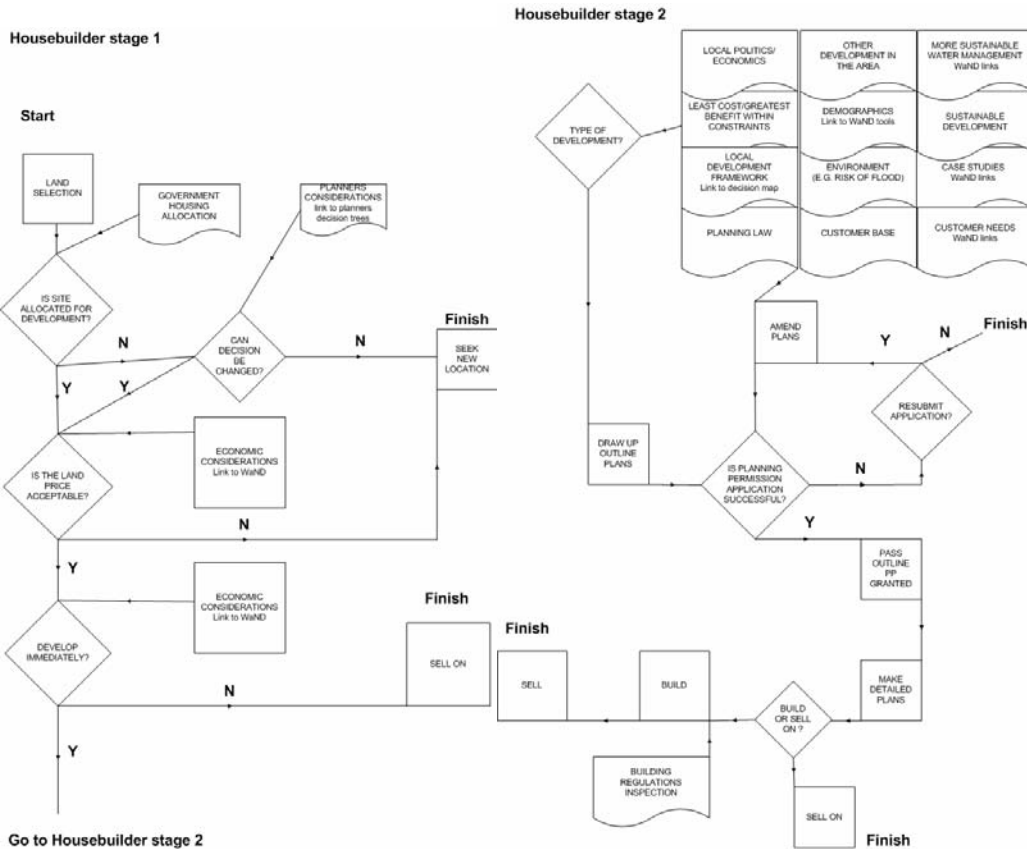 Housebuilder stage 1
Start
LAND
SELECTION
GOVERNMENT
HOUSING
ALLOCATION
PLANNERS
CONSIDERATIONS
link to planners
decision trees
IS SITE
ALLOCATED FOR
DEVELOPMENT?
N
Y
Y
CAN
DECISION
BE
CHANGED?
N
Finish
SEEK
NEW
LOCATION
ECONOMIC
CONSIDERATIONS
Link to WaND
IS THE LAND
PRICE
ACCEPTABLE?
N
Y
ECONOMIC
CONSIDERATIONS
Link to WaND
DEVELOP
IMMEDIATELY?
N
Finish
SELL ON
Y
Go to Housebuilder stage 2
Housebuilder stage 2
TYPE OF
DEVELOPMENT?
LOCAL POLITICS/
ECONOMICS
OTHER
DEVELOPMENT IN
THE AREA
MORE SUSTAINABLE
WATER MANAGEMENT
WaND links
LEAST COST/GREATEST
BENEFIT WITHIN
CONSTRAINTS
DEMOGRAPHICS
Link to WaND tools
SUSTAINABLE
DEVELOPMENT
LOCAL
DEVELOPMENT
FRAMEWORK
Link to decision map
ENVIRONMENT
(E.G. RISK OF FLOOD)
CASE STUDIES
WaND links
PLANNING LAW
CUSTOMER BASE
CUSTOMER NEEDS
WaND links
AMEND
PLANS
Y
N
Finish
RESUBMIT
APPLICATION?
DRAW UP
OUTLINE
PLANS
IS PLANNING
PERMISSION
APPLICATION
SUCCESSFUL?
N
Y
PASS
OUTLINE
PP
GRANTED
MAKE
DETAILED
PLANS
BUILD
OR SELL
ON ?
BUILD
Finish
SELL
BUILDING
REGULATIONS
INSPECTION
SELL ON
Finish